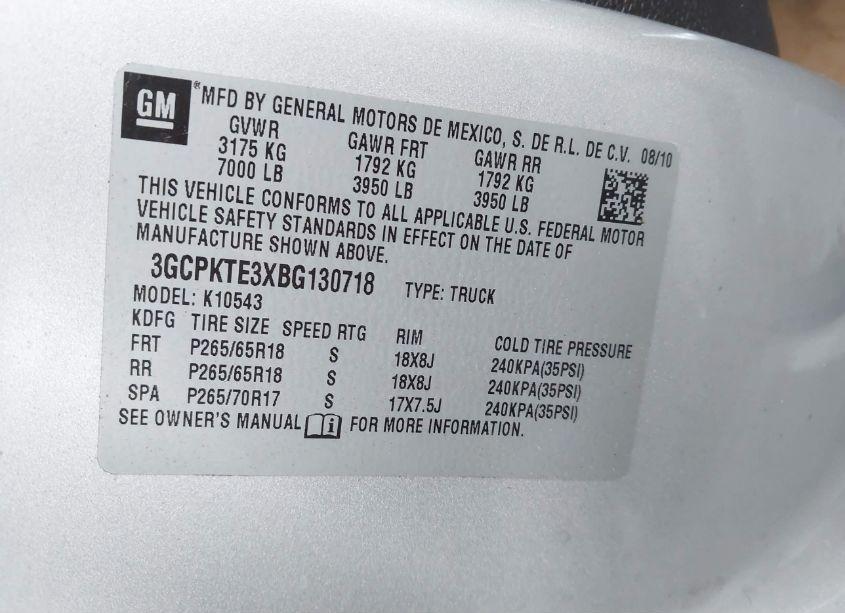 GM ® MFD BY GENERAL MOTORS DE MEXICO, S. DE R.L. DE C.V. 08/10
GVWR GAWR FRT GAWR RR
3175 KG 1792 KG 1792 KG
7000 LB 3950 LB 3950 LB
THIS VEHICLE CONFORMS TO ALL APPLICABLE U.S. FEDERAL MOTOR
VEHICLE SAFETY STANDARDS IN EFFECT ON THE DATE OF
MANUFACTURE SHOWN ABOVE.
3GCPKTE3XBG130718 TYPE: TRUCK
MODEL: K10543
KDFG TIRE SIZE SPEED RTG RIM COLD TIRE PRESSURE
FRT P265/65R18 S 18X8J 240KPA(35PSI)
RR P265/65R18 S 18X8J 240KPA(35PSI)
SPA P265/70R17 S 17X7.5J 240KPA(35PSI)
SEE OWNER'S MANUAL i FOR MORE INFORMATION.